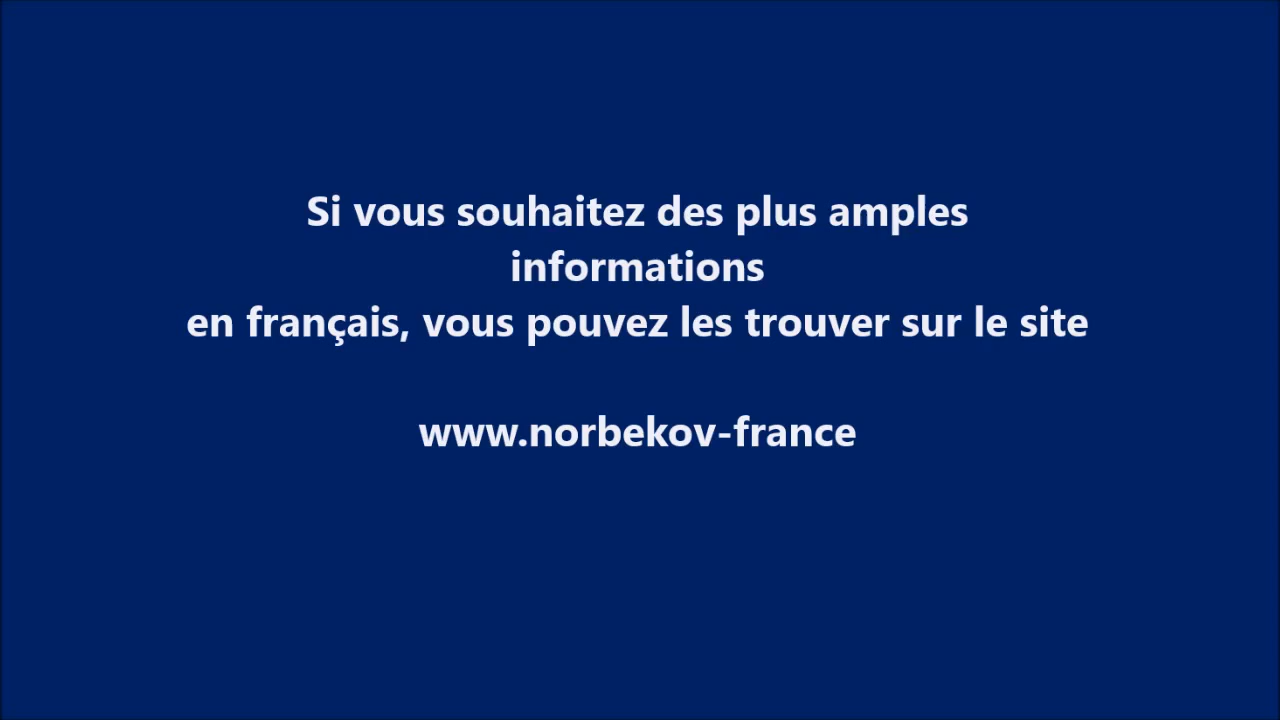 Si vous souhaitez des plus amples
informations
en français, vous pouvez les trouver sur le site
www.norbekov-france